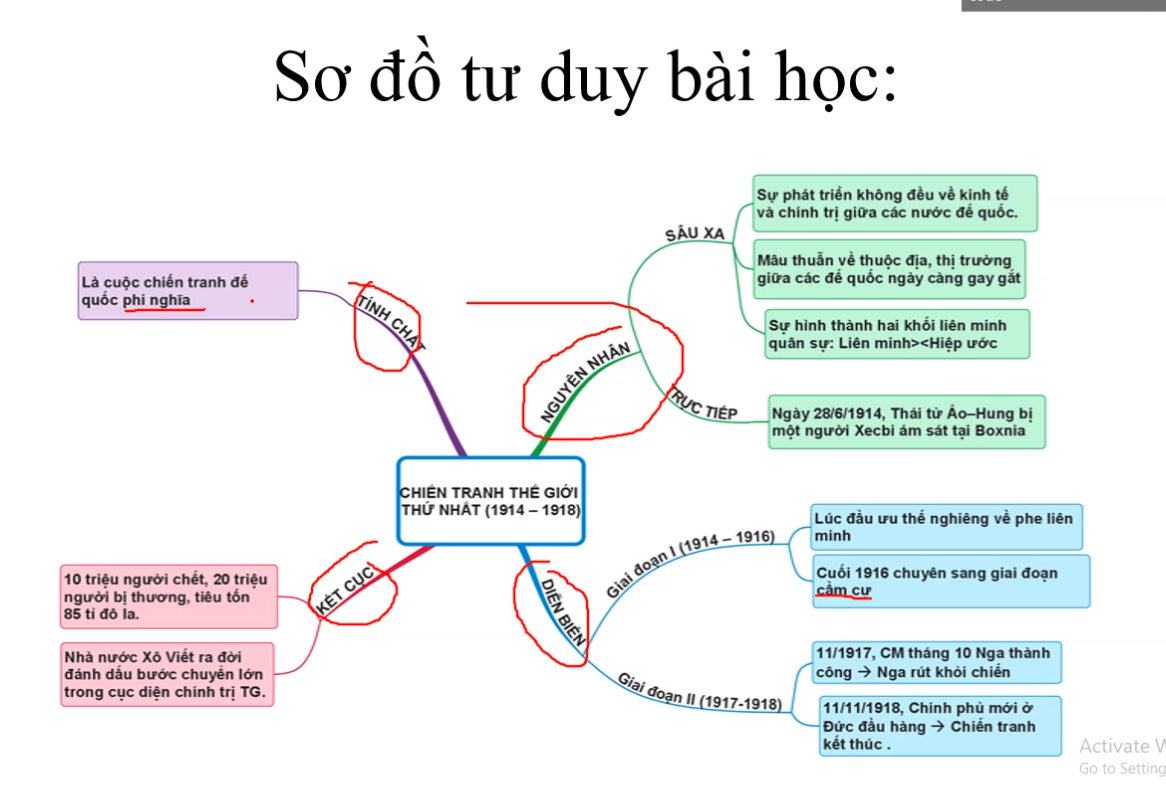 Sơ đồ tư duy bài học:
Là cuộc chiến tranh đế
quốc phi nghĩa
TÍNH CHẤT
NGUYÊN NHÂN
SÂU XA
Sự phát triển không đều về kinh tế
và chính trị giữa các nước đế quốc.
Mâu thuẫn về thuộc địa, thị trường
giữa các đế quốc ngày càng gay gắt
Sự hình thành hai khối liên minh
quân sự: Liên minh><Hiệp ước
TRỰC TIẾP
Ngày 28/6/1914, Thái tử Áo–Hung bị
một người Xecbi ám sát tại Boxnia
CHIẾN TRANH THẾ GIỚI
THỨ NHẤT (1914 – 1918)
KẾT CỤC
10 triệu người chết, 20 triệu
người bị thương, tiêu tốn
85 tỉ đô la.
Nhà nước Xô Viết ra đời
đánh dấu bước chuyển lớn
trong cục diện chính trị TG.
DIỄN BIẾN
Giai đoạn I (1914 – 1916)
Lúc đầu ưu thế nghiêng về phe liên
minh
Cuối 1916 chuyển sang giai đoạn
cầm cự
Giai đoạn II (1917-1918)
11/1917, CM tháng 10 Nga thành
công → Nga rút khỏi chiến
11/11/1918, Chính phủ mới ở
Đức đầu hàng → Chiến tranh
kết thúc .
Activate W
Go to Setting